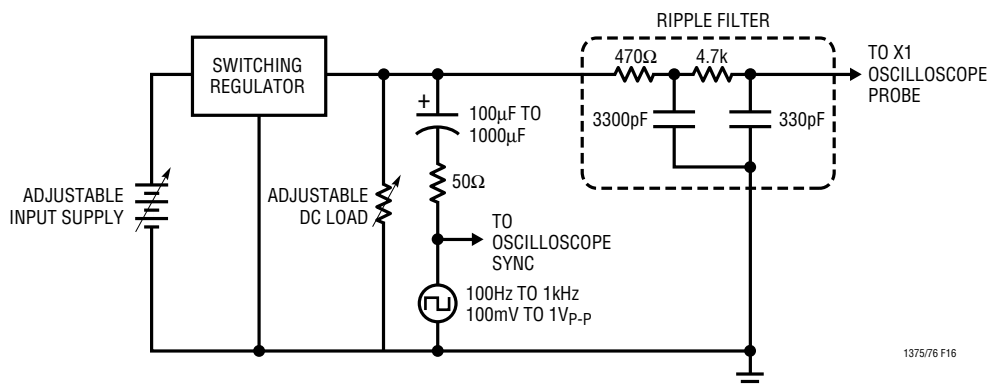 RIPPLE FILTER
SWITCHING
REGULATOR
470Ω
4.7k
TO X1
OSCILLOSCOPE
PROBE
+
100µF TO
1000µF
3300pF
330pF
ADJUSTABLE
INPUT SUPPLY
ADJUSTABLE
DC LOAD
50Ω
TO
OSCILLOSCOPE
SYNC
100Hz TO 1kHz
100mV TO 1VP-P
1375/76 F16